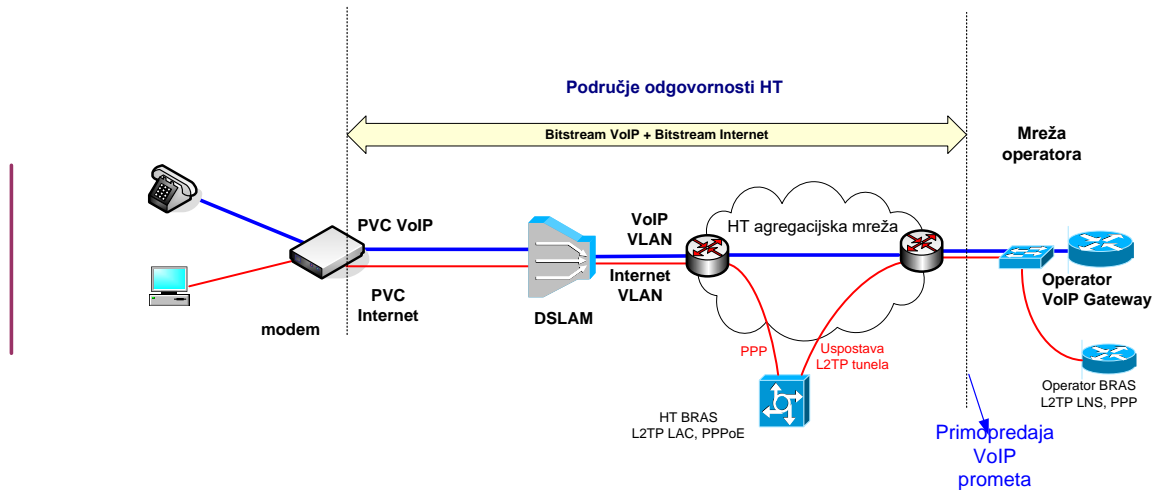 Područje odgovornosti HT
Bitstream VoIP + Bitstream Internet
Mreža
operatora
PVC VoIP
VoIP
VLAN
HT agregacijska mreža
Internet
VLAN
PVC
Internet
modem
DSLAM
Operator
VoIP Gateway
PPP
Uspostava
L2TP tunela
HT BRAS
L2TP LAC, PPPoE
Operator BRAS
L2TP LNS, PPP
Primopredaja
VoIP
prometa